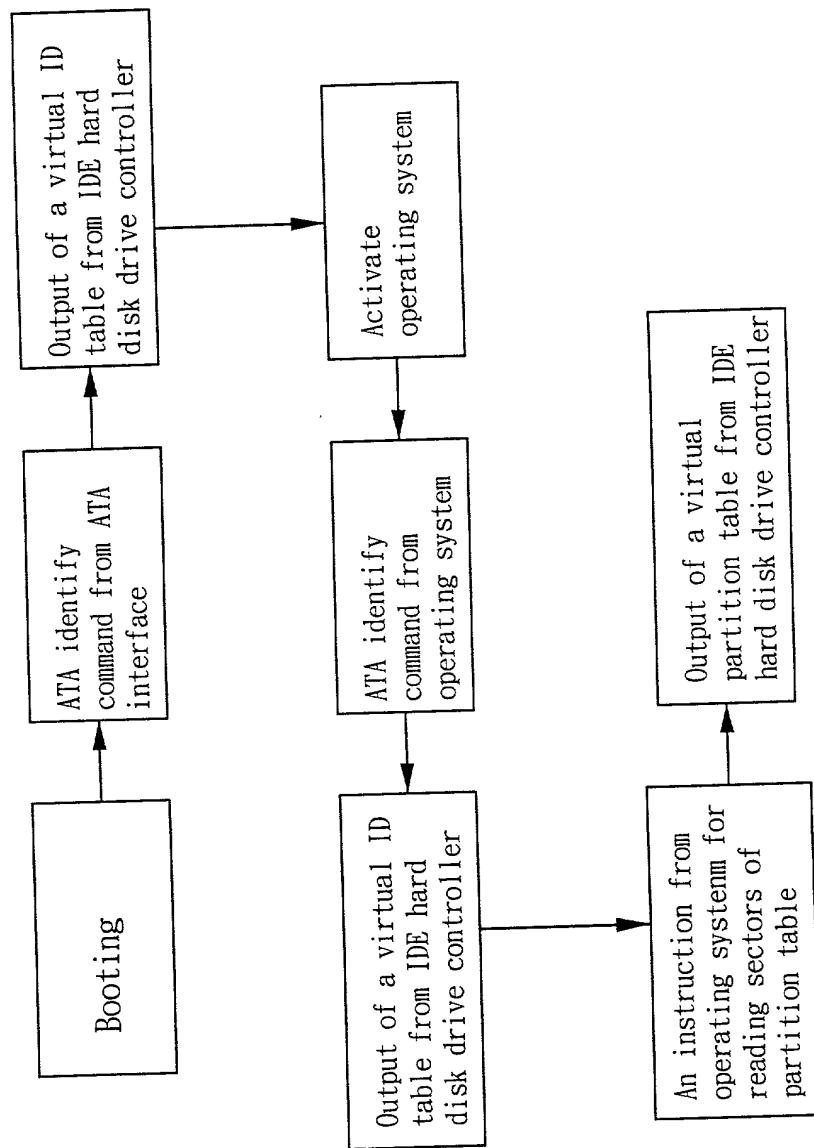 Booting
ATA identify
command from ATA
interface
Output of a virtual ID
table from IDE hard
disk drive controller
Activate
operating system
ATA identify
command from
operating system
Output of a virtual ID
table from IDE hard
disk drive controller
An instruction from
operating systenm for
reading sectors of
partition table
Output of a virtual
partition table from IDE
hard disk drive controller